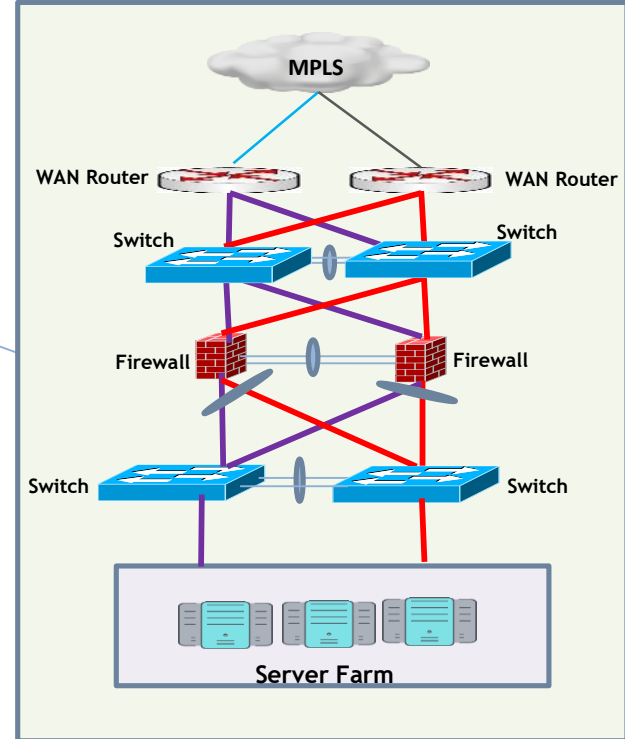 MPLS
WAN Router
WAN Router
Switch
Switch
Firewall
Firewall
Switch
Switch
Server Farm